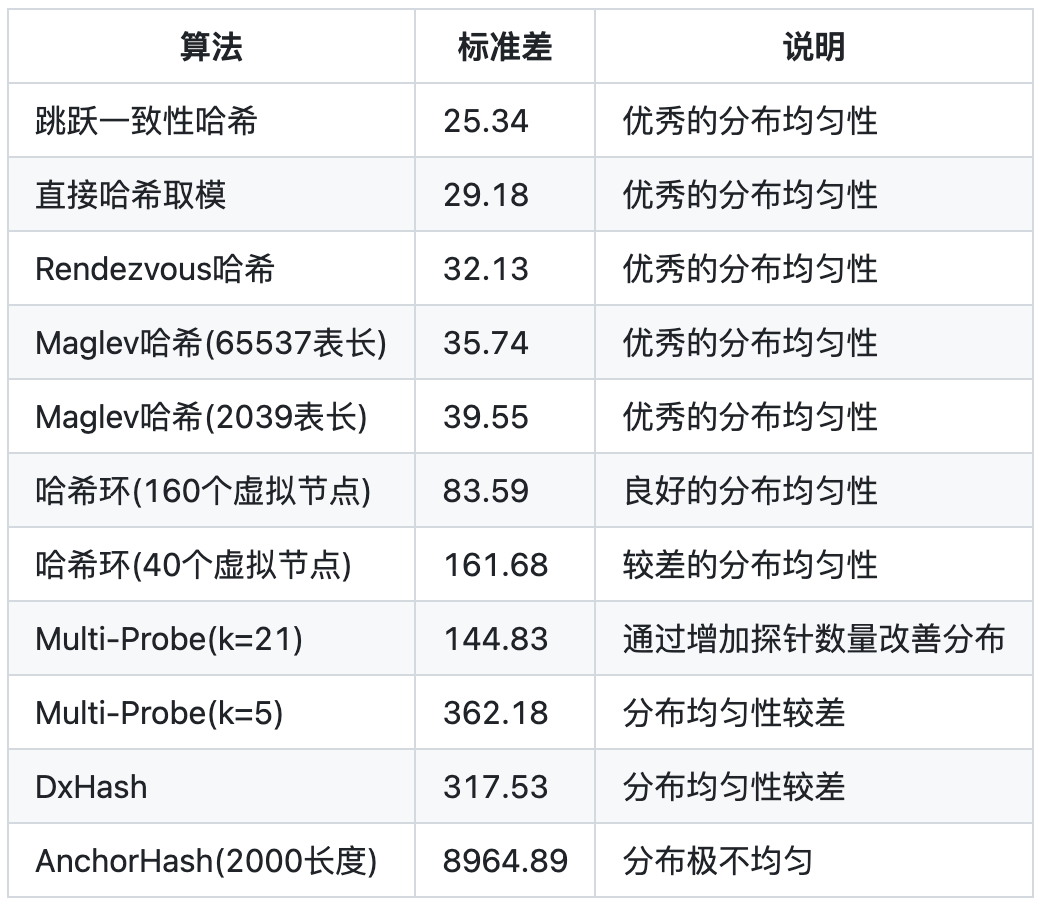 算法 标准差 说明
跳跃一致性哈希 25.34 优秀的分布均匀性
直接哈希取模 29.18 优秀的分布均匀性
Rendezvous哈希 32.13 优秀的分布均匀性
Maglev哈希(65537表长) 35.74 优秀的分布均匀性
Maglev哈希(2039表长) 39.55 优秀的分布均匀性
哈希环(160个虚拟节点) 83.59 良好的分布均匀性
哈希环(40个虚拟节点) 161.68 较差的分布均匀性
Multi-Probe(k=21) 144.83 通过增加探针数量改善分布
Multi-Probe(k=5) 362.18 分布均匀性较差
DxHash 317.53 分布均匀性较差
AnchorHash(2000长度) 8964.89 分布极不均匀